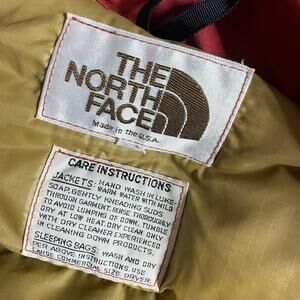 THE
NORTH
FACE
Made in the U.S.A.
CARE INSTRUCTIONS
JACKETS: HAND WASH IN LUKE-
WARM WATER WITH MILD
SOAP, GENTLY KNEADING SUDS
THROUGH GARMENT. RINSE THOROUGHLY
TO AVOID LUMPING OF DOWN. TUMBLE
DRY AT LOW HEAT. DRY CLEAN ONLY
WITH DRY CLEANER EXPERIENCED
IN CLEANING DOWN PRODUCTS.
SLEEPING BAGS: WASH AND DRY
PER ABOVE INSTRUCTIONS. USE
LARGE COMMERCIAL SIZE DRYER.